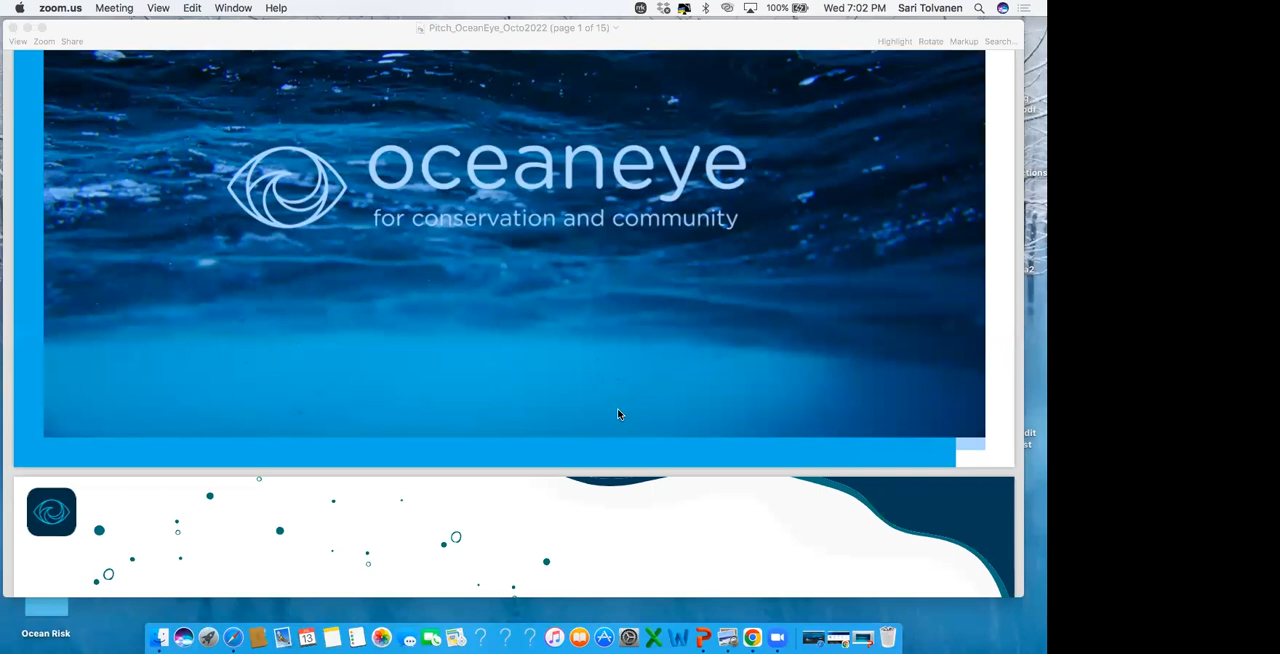 zoom.us Meeting View Edit Window Help 100% Wed 7:02 PM Sari Tolvanen
Pitch_OceanEye_Octo2022 (page 1 of 15)
View Zoom Share Highlight Rotate Markup Search...
oceaneye
for conservation and community
Ocean Risk
13